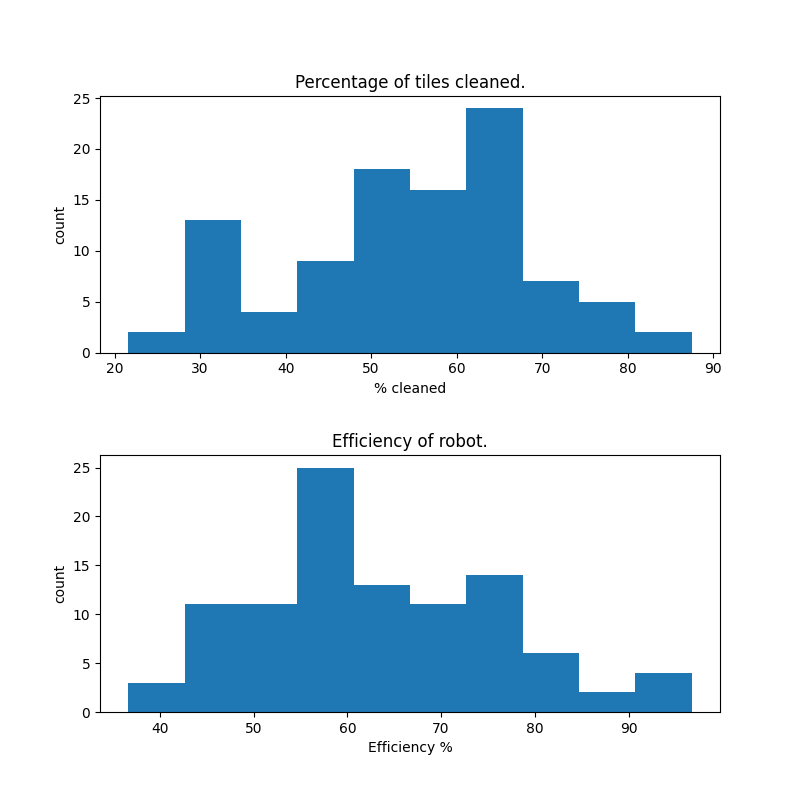 Percentage of tiles cleaned.
25
20
15
10
5
0
count
20 30 40 50 60 70 80 90
% cleaned
Efficiency of robot.
25
20
15
10
5
0
count
40 50 60 70 80 90
Efficiency %